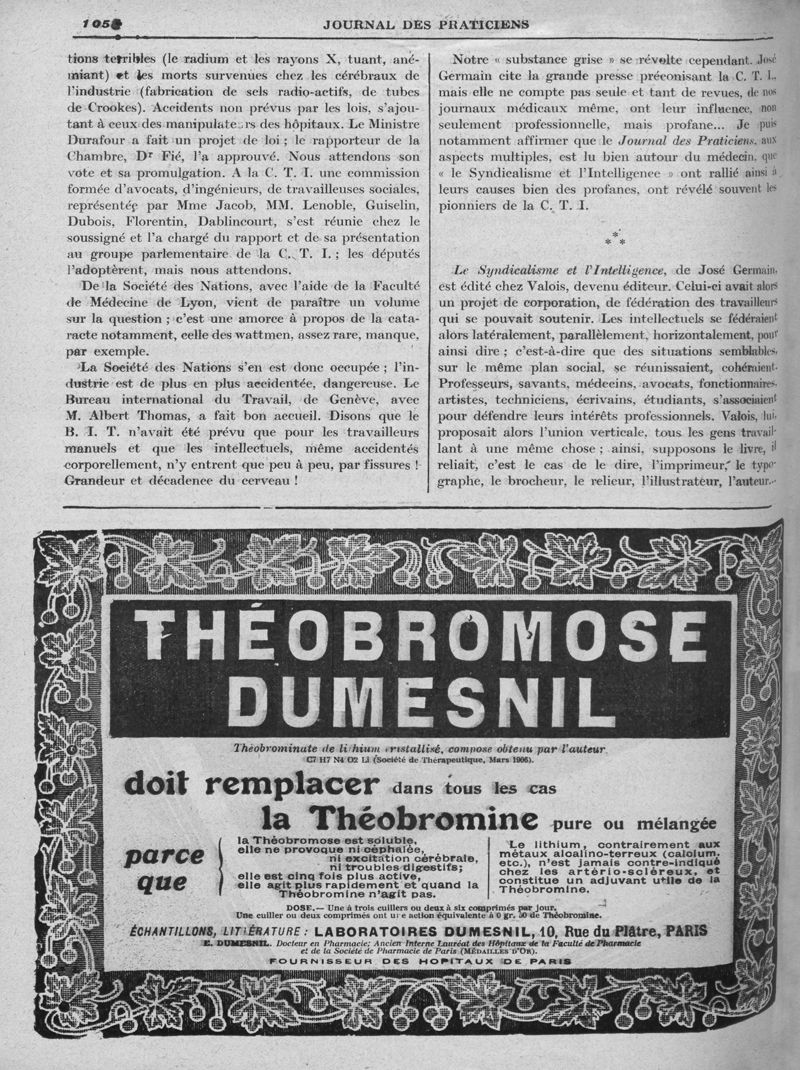 JOURNAL DES PRATICIENS
tions terribles (le radium et les rayons X, tuant, ané-
miant) et les morts survenues chez les cérébraux de
l'industrie (fabrication de sels radio-actifs, de tubes
de Crookes). Accidents non prévus par les lois, s'ajou-
tant à ceux des manipulateurs des hôpitaux. Le Ministre
Durafour a fait un projet de loi ; le rapporteur de la
Chambre, Dr Fié, l'a approuvé. Nous attendons son
vote et sa promulgation. A la C. T. I. une commission
formée d'avocats, d'ingénieurs, de travailleuses sociales,
représentée par Mme Jacob, MM. Lenoble, Guiselin,
Dubois, Florentin, Dablincourt, s'est réunie chez le
soussigné et l'a chargé du rapport et de sa présentation
au groupe parlementaire de la C. T. I. ; les députés
l'adoptèrent, mais nous attendons.
De la Société des Nations, avec l'aide de la Faculté
de Médecine de Lyon, vient de paraître un volume
sur la question ; c'est une amorce à propos de la cata-
racte notamment, celle des wattmen, assez rare, manque,
par exemple.
La Société des Nations s'en est donc occupée ; l'in-
dustrie est de plus en plus accidentée, dangereuse. Le
Bureau international du Travail, de Genève, avec
M. Albert Thomas, a fait bon accueil. Disons que le
B. I. T. n'avait été prévu que pour les travailleurs
manuels et que les intellectuels, même accidentés
corporellement, n'y entrent que peu à peu, par fissures !
Grandeur et décadence du cerveau !
Notre « substance grise » se révolte cependant. José
Germain cite la grande presse préconisant la C. T. I.,
mais elle ne compte pas seule et tant de revues, de nos
journaux médicaux même, ont leur influence, non
seulement professionnelle, mais profane... Je puis
notamment affirmer que le Journal des Praticiens, aux
aspects multiples, est lu bien autour du médecin, que
« le Syndicalisme et l'Intelligence » ont rallié ainsi à
leurs causes bien des profanes, ont révélé souvent les
pionniers de la C. T. I.
* * *
Le Syndicalisme et l'Intelligence, de José Germain,
est édité chez Valois, devenu éditeur. Celui-ci avait alors
un projet de corporation, de fédération des travailleurs
qui se pouvait soutenir. Les intellectuels se fédéraient
alors latéralement, parallèlement, horizontalement, pour
ainsi dire ; c'est-à-dire que des situations semblables,
sur le même plan social, se réunissaient, cohéraient.
Professeurs, savants, médecins, avocats, fonctionnaires,
artistes, techniciens, écrivains, étudiants, s'associaient
pour défendre leurs intérêts professionnels. Valois, lui,
proposait alors l'union verticale, tous les gens travail-
lant à une même chose ; ainsi, supposons le livre, il
reliait, c'est le cas de le dire, l'imprimeur, le typo-
graphe, le brocheur, le relieur, l'illustrateur, l'auteur...
THÉOBROMOSE
DUMESNIL
Théobrominate de lithium cristallisé, composé obtenu par l'auteur
C7 H7 N4 O2 Li (Société de Thérapeutique, Mars 1906).
doit remplacer dans tous les cas
la Théobromine pure ou mélangée
parce
que
la Théobromose est soluble,
elle ne provoque ni céphalée,
ni excitation cérébrale,
ni troubles digestifs;
elle est cinq fois plus active,
elle agit plus rapidement et quand la
Théobromine n'agit pas.
Le lithium, contrairement aux
métaux alcalino-terreux (calcium,
etc.), n'est jamais contre-indiqué
chez les artério-scléreux, et
constitue un adjuvant utile de la
Théobromine.
DOSE.— Une à trois cuillers ou deux à six comprimés par jour.
Une cuiller ou deux comprimés ont une action équivalente à 0 gr. 50 de Théobromine.
ÉCHANTILLONS, LITTÉRATURE : LABORATOIRES DUMESNIL, 10, Rue du Plâtre, PARIS
E. DUMESNIL. Docteur en Pharmacie; Ancien Interne Lauréat des Hôpitaux de la Faculté de Pharmacie
et de la Société de Pharmacie de Paris (MÉDAILLES D'OR).
FOURNISSEUR DES HOPITAUX DE PARIS